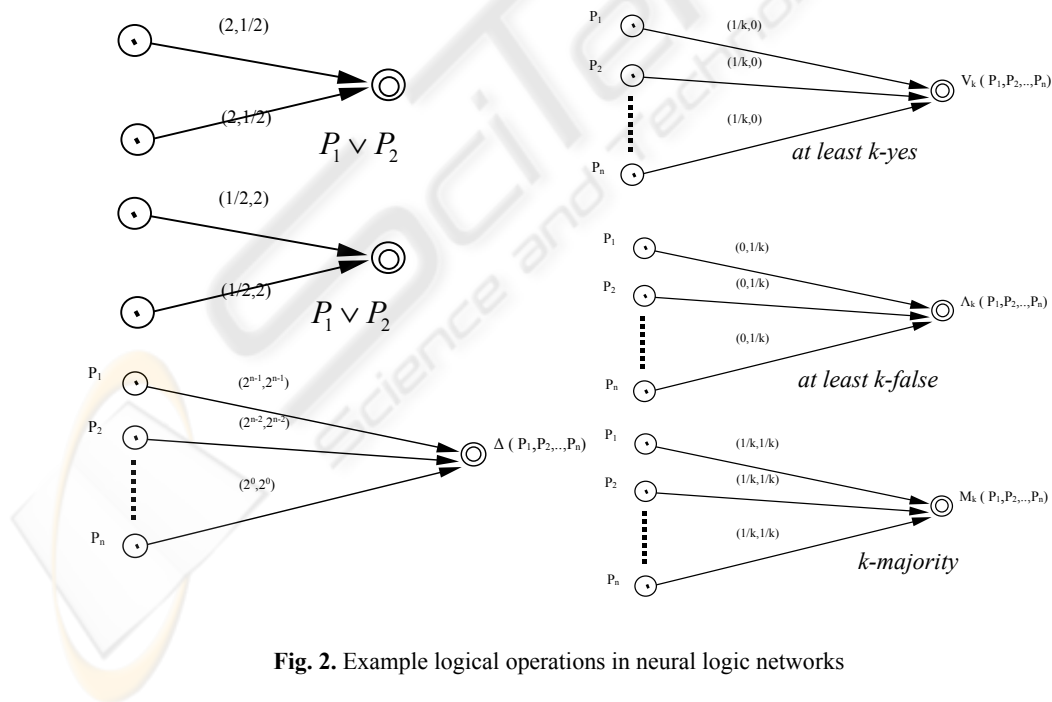 (2,1/2)
(2,1/2)
P₁ ∨ P₂
(1/2,2)
(1/2,2)
P₁ ∨ P₂
P₁
(2ⁿ⁻¹,2ⁿ⁻¹)
P₂
(2ⁿ⁻²,2ⁿ⁻²)
Δ ( P₁,P₂,..,Pₙ)
(2⁰,2⁰)
Pₙ
P₁
(1/k,0)
P₂
(1/k,0)
Vₖ ( P₁,P₂,..,Pₙ)
(1/k,0)
at least k-yes
Pₙ
P₁
(0,1/k)
P₂
(0,1/k)
Λₖ ( P₁,P₂,..,Pₙ)
(0,1/k)
at least k-false
Pₙ
P₁
(1/k,1/k)
P₂
(1/k,1/k)
Mₖ ( P₁,P₂,..,Pₙ)
(1/k,1/k)
k-majority
Pₙ
Fig. 2. Example logical operations in neural logic networks